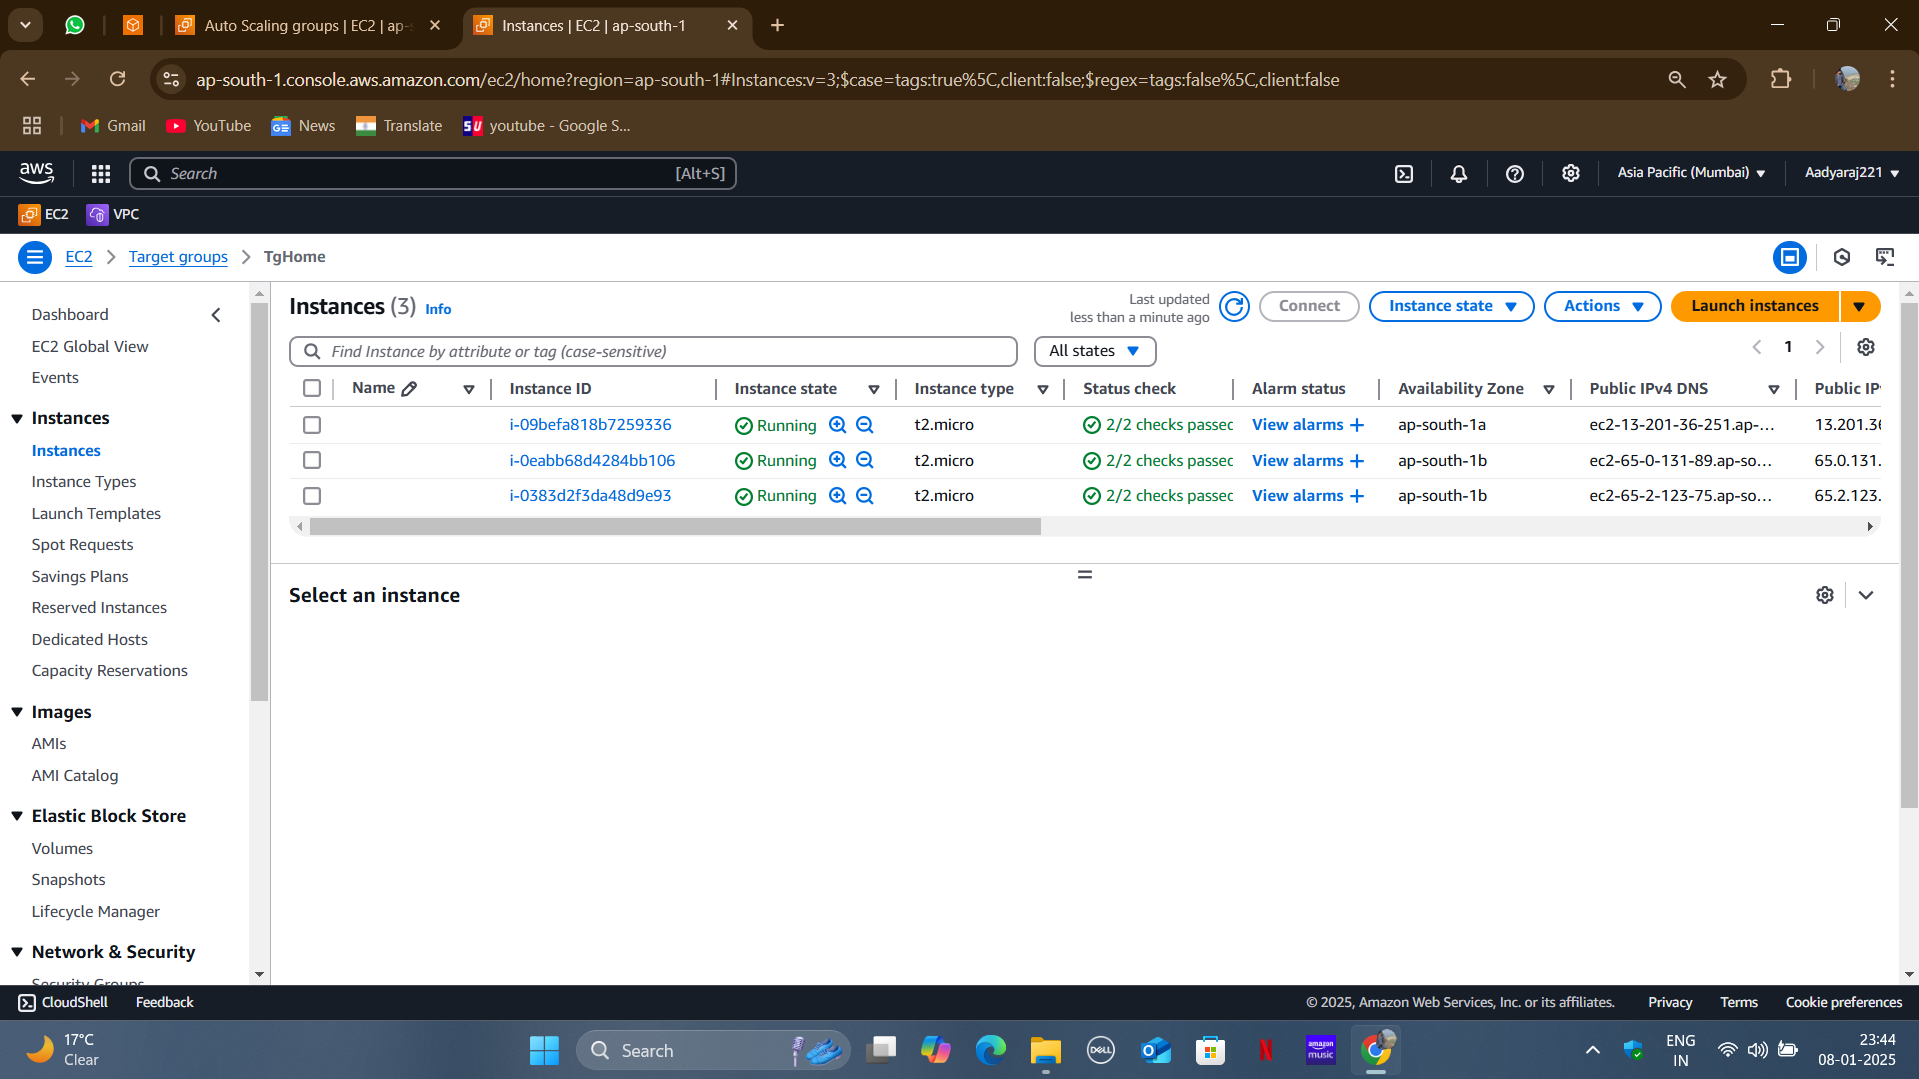 Auto Scaling groups | EC2 | ap-s
Instances | EC2 | ap-south-1
ap-south-1.console.aws.amazon.com/ec2/home?region=ap-south-1#Instances:v=3;$case=tags:true%5C,client:false;$regex=tags:false%5C,client:false
Gmail YouTube News Translate SU youtube - Google S...
aws Search [Alt+S] Asia Pacific (Mumbai) Aadyaraj221
EC2 VPC
EC2 Target groups TgHome
Dashboard
EC2 Global View
Events
Instances
Instances
Instance Types
Launch Templates
Spot Requests
Savings Plans
Reserved Instances
Dedicated Hosts
Capacity Reservations
Images
AMIs
AMI Catalog
Elastic Block Store
Volumes
Snapshots
Lifecycle Manager
Network & Security
Security Groups
Instances (3) Info
Last updated
less than a minute ago
Connect Instance state Actions Launch instances
Find Instance by attribute or tag (case-sensitive) All states 1
Name Instance ID Instance state Instance type Status check Alarm status Availability Zone Public IPv4 DNS Public IPv
i-09befa818b7259336 Running t2.micro 2/2 checks passec View alarms + ap-south-1a ec2-13-201-36-251.ap-... 13.201.36
i-0eabb68d4284bb106 Running t2.micro 2/2 checks passec View alarms + ap-south-1b ec2-65-0-131-89.ap-so... 65.0.131.
i-0383d2f3da48d9e93 Running t2.micro 2/2 checks passec View alarms + ap-south-1b ec2-65-2-123-75.ap-so... 65.2.123.
Select an instance
CloudShell Feedback © 2025, Amazon Web Services, Inc. or its affiliates. Privacy Terms Cookie preferences
17°C
Clear
Search
DELL
amazon
music
ENG
IN
23:44
08-01-2025